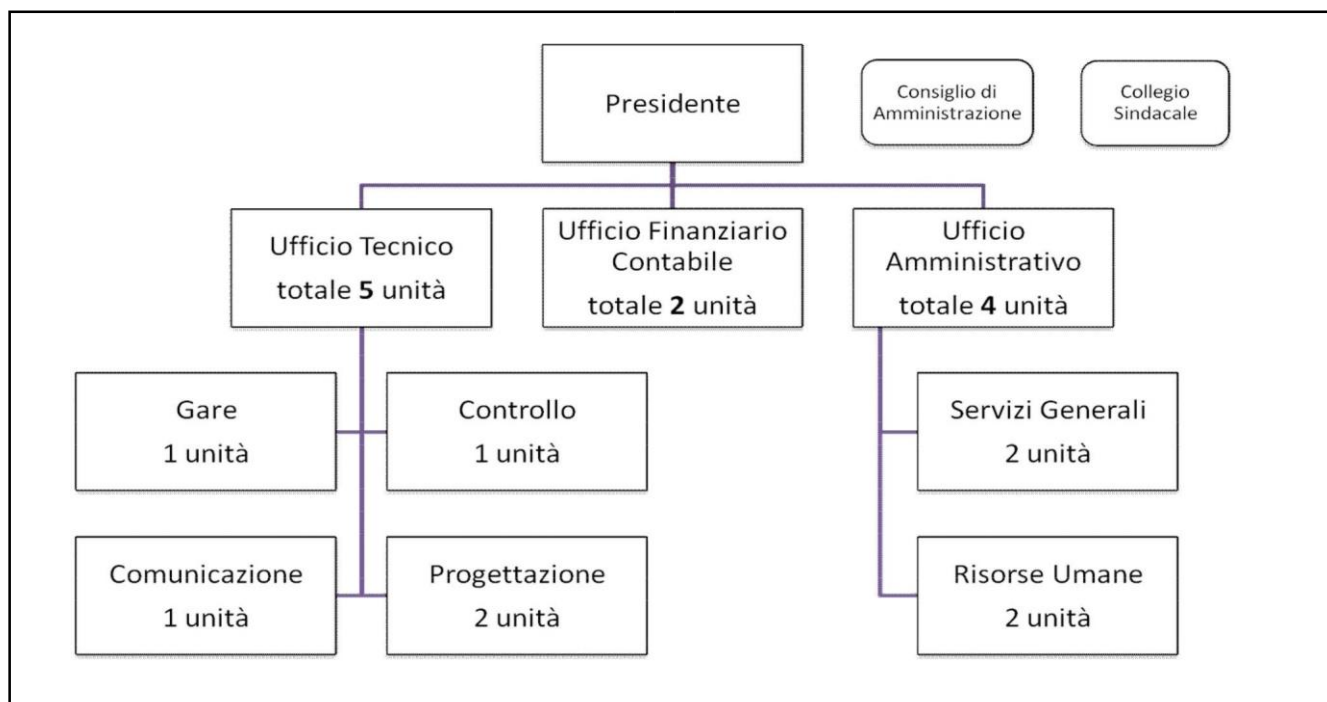 Presidente
Consiglio di
Amministrazione
Collegio
Sindacale
Ufficio Tecnico
totale 5 unità
Ufficio Finanziario
Contabile
totale 2 unità
Ufficio
Amministrativo
totale 4 unità
Gare
1 unità
Controllo
1 unità
Servizi Generali
2 unità
Comunicazione
1 unità
Progettazione
2 unità
Risorse Umane
2 unità